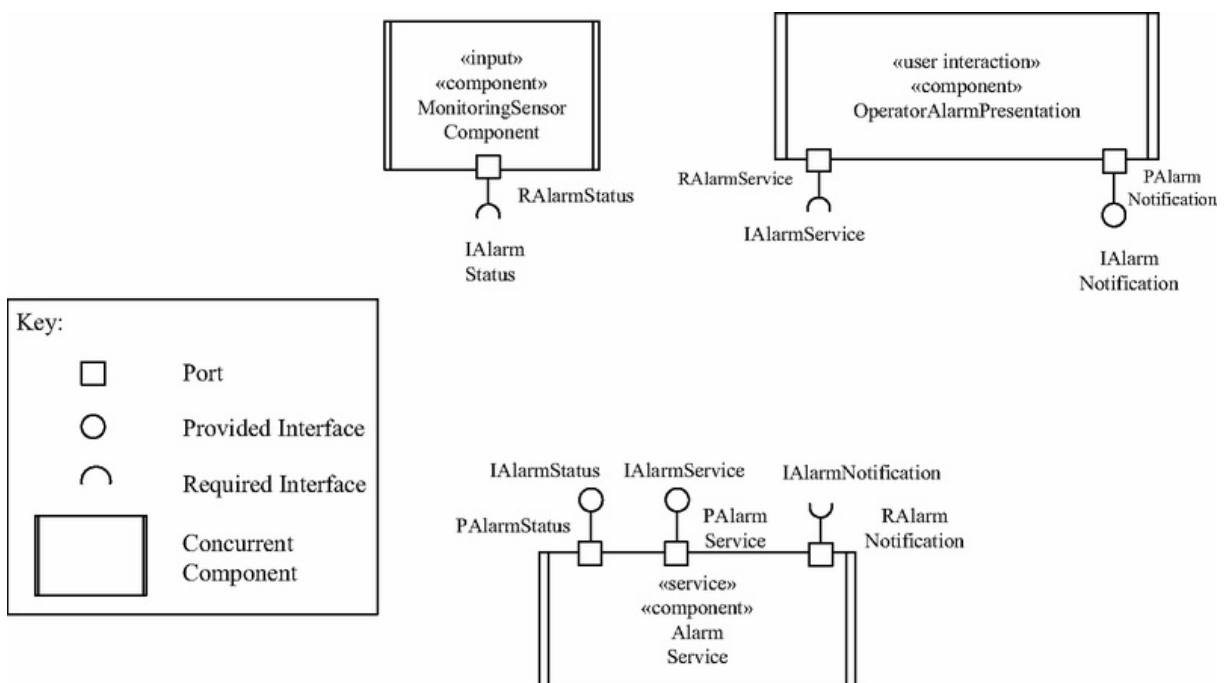 «input»
«component»
MonitoringSensor
Component
RAlarmStatus
IAlarm
Status
«user interaction»
«component»
OperatorAlarmPresentation
RAlarmService
IAlarmService
PAlarm
Notification
IAlarm
Notification
Key:
Port
Provided Interface
Required Interface
Concurrent
Component
IAlarmStatus
IAlarmService
IAlarmNotification
PAlarmStatus
PAlarm
Service
RAlarm
Notification
«service»
«component»
Alarm
Service